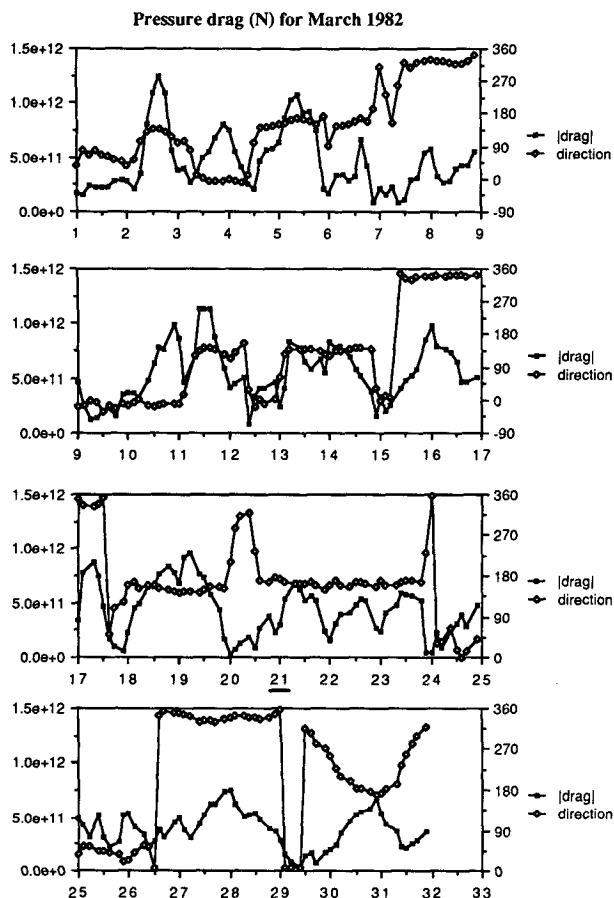 Pressure drag (N) for March 1982
1.5e+12
1.0e+12
5.0e+11
0.0e+0
360
270
180
90
0
-90
|drag|
direction
1 2 3 4 5 6 7 8 9
1.5e+12
1.0e+12
5.0e+11
0.0e+0
360
270
180
90
0
-90
|drag|
direction
9 10 11 12 13 14 15 16 17
1.5e+12
1.0e+12
5.0e+11
0.0e+0
360
270
180
90
0
|drag|
direction
17 18 19 20 21 22 23 24 25
1.5e+12
1.0e+12
5.0e+11
0.0e+0
360
270
180
90
0
|drag|
direction
25 26 27 28 29 30 31 32 33